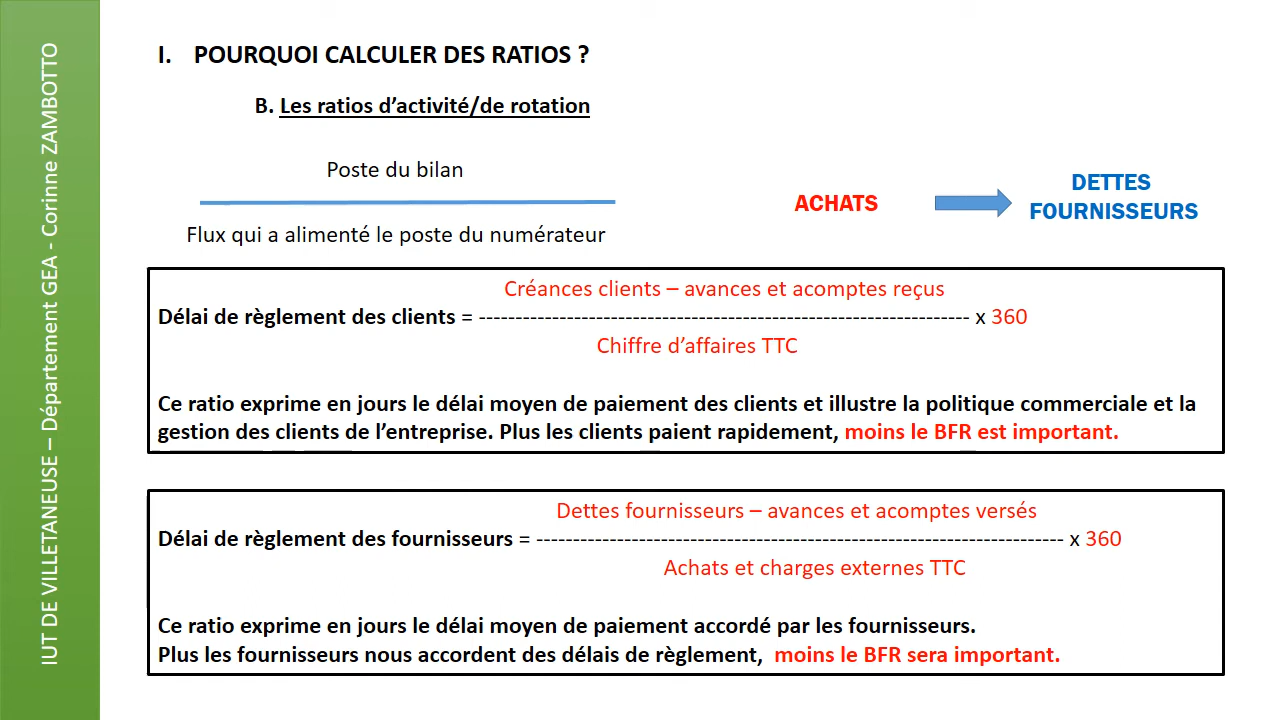 IUT DE VILLETANEUSE – Département GEA - Corinne ZAMBOTTO
I. POURQUOI CALCULER DES RATIOS ?
B. Les ratios d’activité/de rotation
Poste du bilan
Flux qui a alimenté le poste du numérateur
ACHATS
DETTES
FOURNISSEURS
Créances clients – avances et acomptes reçus
Délai de règlement des clients = ------------------------------------------------------------------- x 360
Chiffre d’affaires TTC
Ce ratio exprime en jours le délai moyen de paiement des clients et illustre la politique commerciale et la
gestion des clients de l’entreprise. Plus les clients paient rapidement, moins le BFR est important.
Dettes fournisseurs – avances et acomptes versés
Délai de règlement des fournisseurs = ------------------------------------------------------------------------ x 360
Achats et charges externes TTC
Ce ratio exprime en jours le délai moyen de paiement accordé par les fournisseurs.
Plus les fournisseurs nous accordent des délais de règlement, moins le BFR sera important.